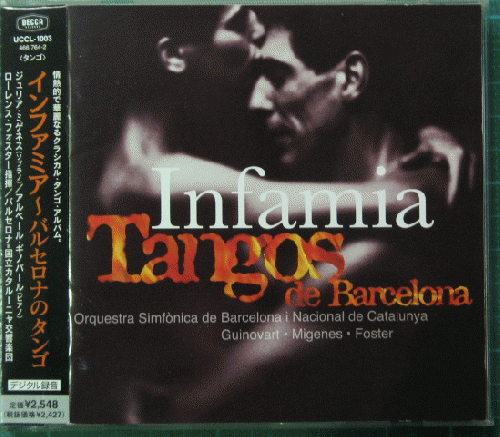 DECCA
UCCL-1003
466 764-2
(タンゴ)
情熱的で華麗なるクラシカル・タンゴ・アルバム。
インファミア～バルセロナのタンゴ
ジュリア・ミゲネス(ソプラノ)/アルベール・ギノバール(ピアノ)
ローレンス・フォスター指揮/バルセロナ=国立カタルーニャ交響楽団
デジタル録音
定価¥2,548
(税抜価格¥2,427)
Infamia
Tangos
de Barcelona
Orquestra Simfònica de Barcelona i Nacional de Catalunya
Guinovart • Migenes • Foster